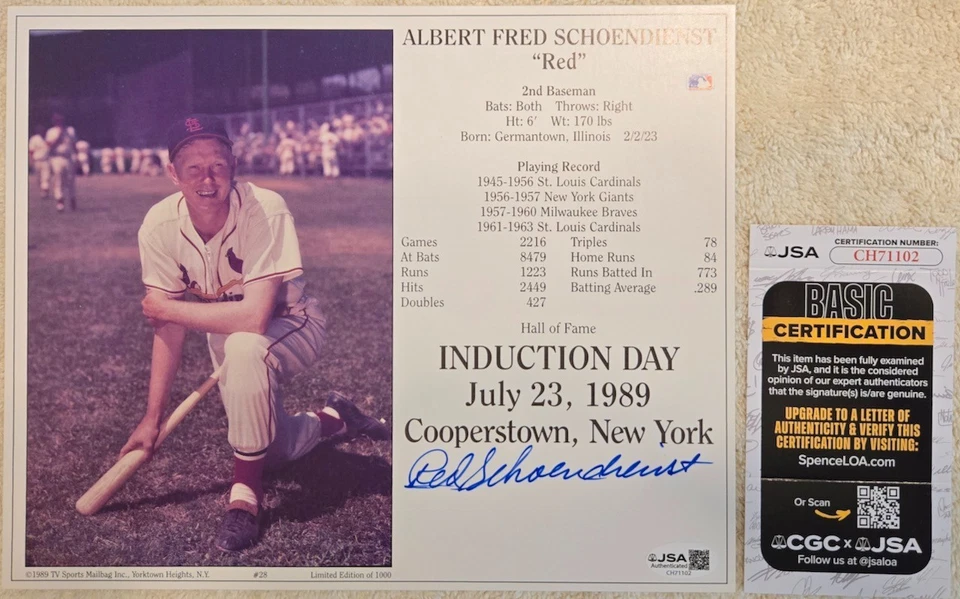 ALBERT FRED SCHOENDIENST
“Red”
2nd Baseman
Bats: Both Throws: Right
Ht: 6' Wt: 170 lbs
Born: Germantown, Illinois 2/2/23
Playing Record
1945-1956 St. Louis Cardinals
1956-1957 New York Giants
1957-1960 Milwaukee Braves
1961-1963 St. Louis Cardinals
Games 2216 Triples 78
At Bats 8479 Home Runs 84
Runs 1223 Runs Batted In 773
Hits 2449 Batting Average .289
Doubles 427
Hall of Fame
INDUCTION DAY
July 23, 1989
Cooperstown, New York
Red Schoendienst
JSA
Authenticated
CH71102
©1989 TV Sports Mailbag Inc., Yorktown Heights, N.Y. #28 Limited Edition of 1000
JSA CERTIFICATION NUMBER:
CH71102
BASIC
CERTIFICATION
This item has been fully examined
by JSA, and it is the considered
opinion of our expert authenticators
that the signature(s) is/are genuine.
UPGRADE TO A LETTER OF
AUTHENTICITY & VERIFY THIS
CERTIFICATION BY VISITING:
SpenceLOA.com
Or Scan
CGC x JSA
Follow us at @jsaloa